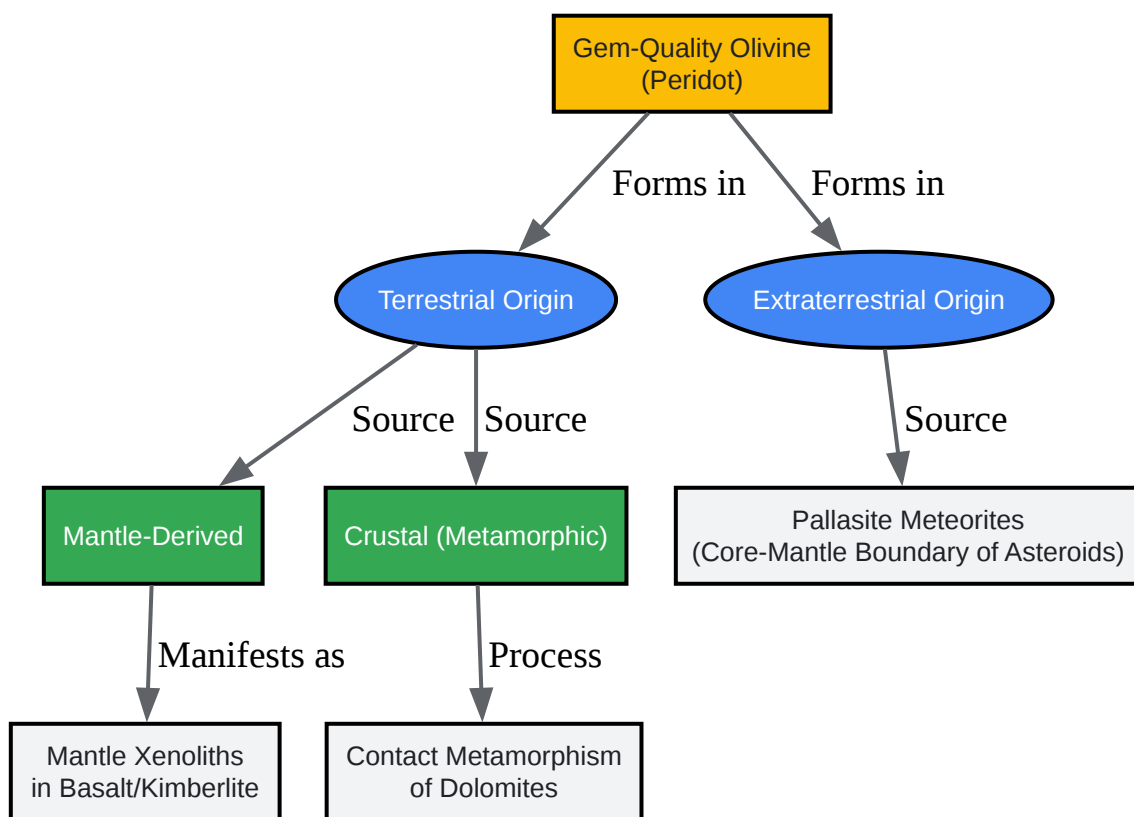 Gem-Quality Olivine
(Peridot)
Forms in
Forms in
Terrestrial Origin
Extraterrestrial Origin
Source
Source
Source
Mantle-Derived
Crustal (Metamorphic)
Pallasite Meteorites
(Core-Mantle Boundary of Asteroids)
Manifests as
Process
Mantle Xenoliths
in Basalt/Kimberlite
Contact Metamorphism
of Dolomites